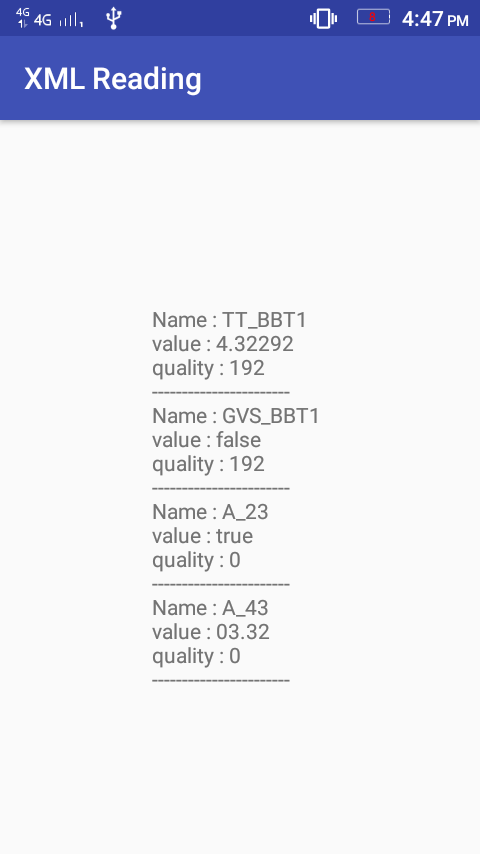 4G 4G 4:47 PM
XML Reading
Name : TT_BBT1
value : 4.32292
quality : 192
-----------------------
Name : GVS_BBT1
value : false
quality : 192
-----------------------
Name : A_23
value : true
quality : 0
-----------------------
Name : A_43
value : 03.32
quality : 0
-----------------------